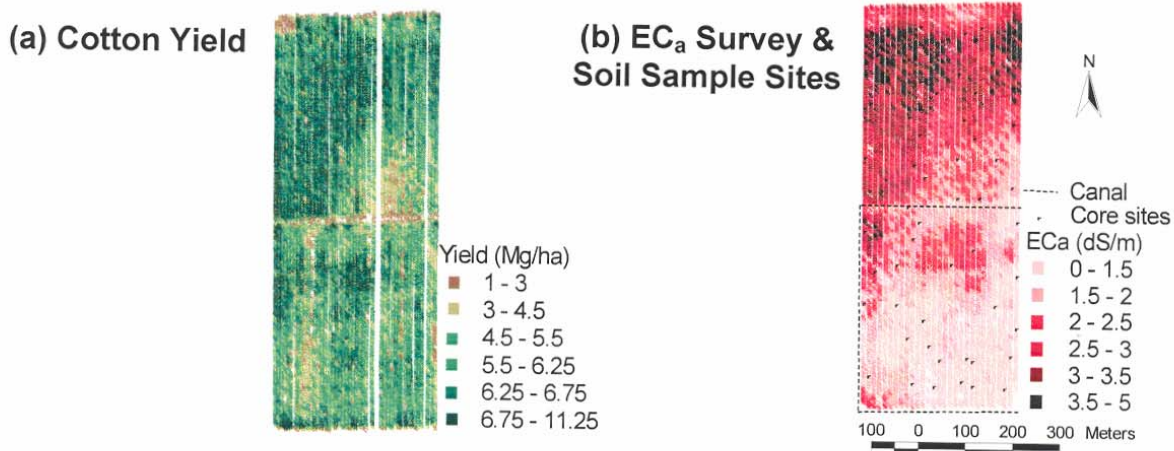 (a) Cotton Yield
Yield (Mg/ha)
1 - 3
3 - 4.5
4.5 - 5.5
5.5 - 6.25
6.25 - 6.75
6.75 - 11.25
(b) ECa Survey &
Soil Sample Sites
N
Canal
Core sites
ECa (dS/m)
0 - 1.5
1.5 - 2
2 - 2.5
2.5 - 3
3 - 3.5
3.5 - 5
100 0 100 200 300 Meters